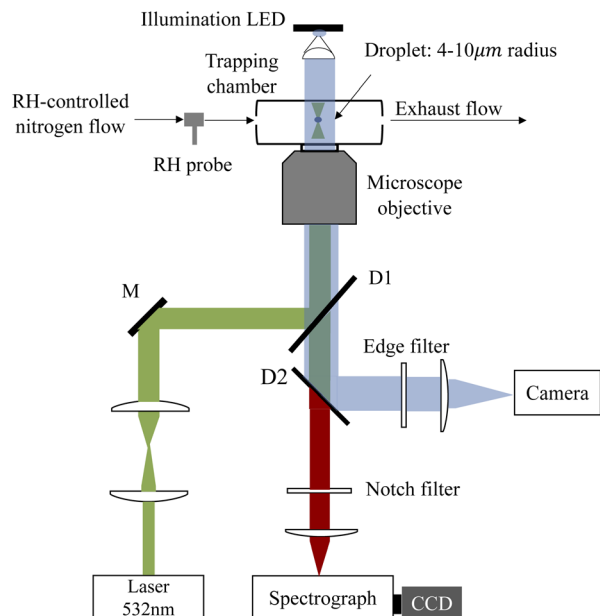 Illumination LED
Droplet: 4-10μm radius
Trapping
chamber
RH-controlled
nitrogen flow
Exhaust flow
RH probe
Microscope
objective
M
D1
Edge filter
D2
Camera
Notch filter
Laser
532nm
Spectrograph
CCD